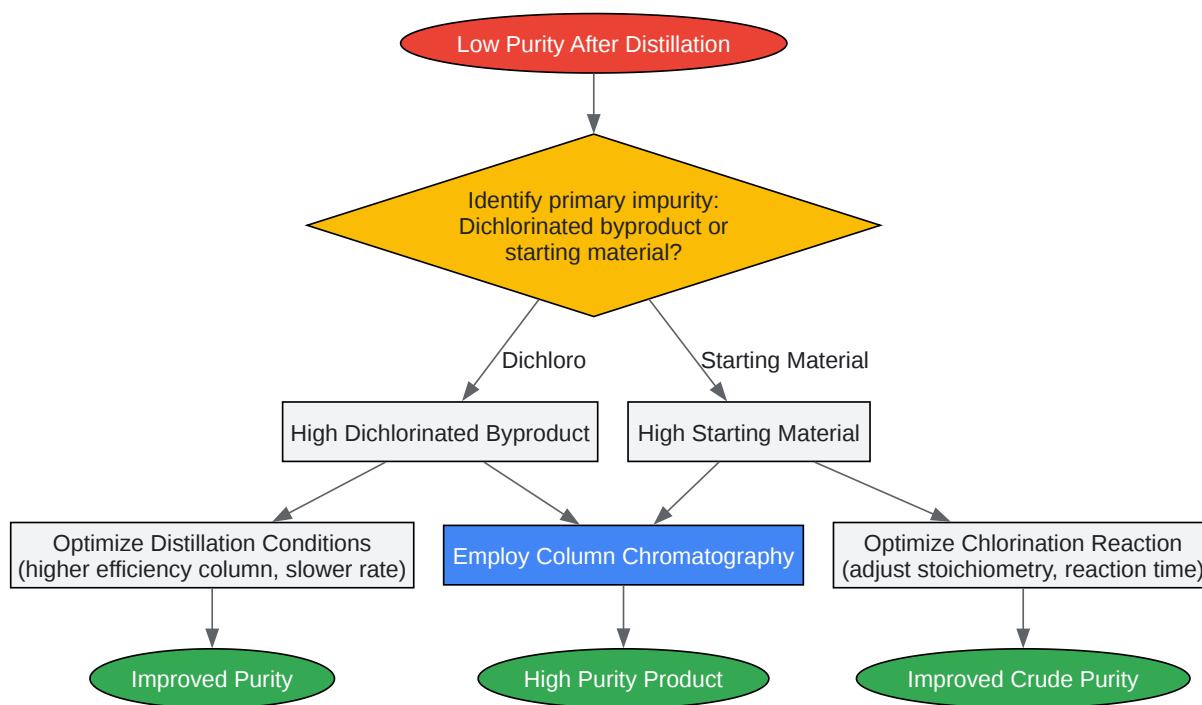 Low Purity After Distillation
Identify primary impurity:
Dichlorinated byproduct or
starting material?
Dichloro
Starting Material
High Dichlorinated Byproduct
High Starting Material
Optimize Distillation Conditions
(higher efficiency column, slower rate)
Employ Column Chromatography
Optimize Chlorination Reaction
(adjust stoichiometry, reaction time)
Improved Purity
High Purity Product
Improved Crude Purity